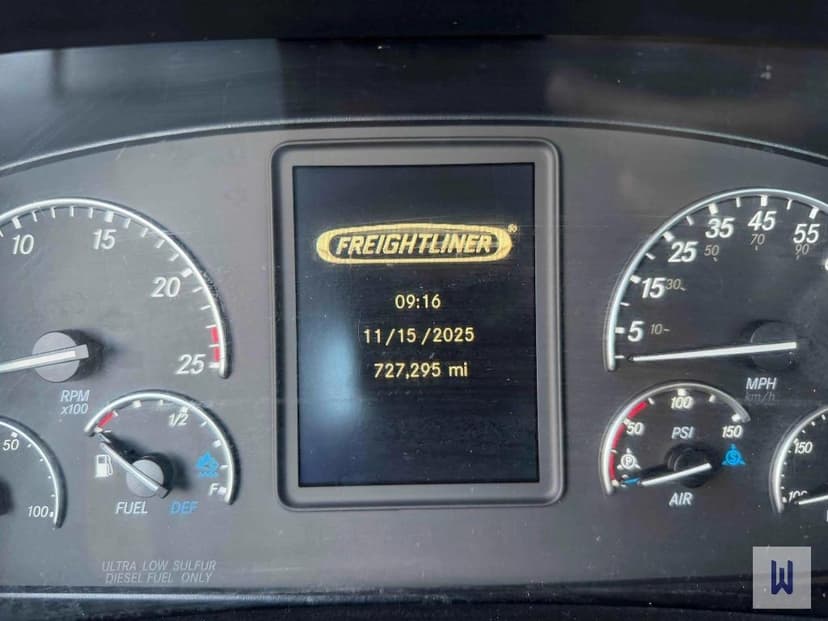 FREIGHTLINER®
09:16
11/15/2025
727,295 mi
10
15
20
25
RPM
x100
50
100
1/2
F
FUEL
DEF
ULTRA LOW SULFUR
DIESEL FUEL ONLY
5
15
25
35
45
55
10
30
50
70
90
MPH
km/h
50
100
150
PSI
P
S
AIR
150
100
W